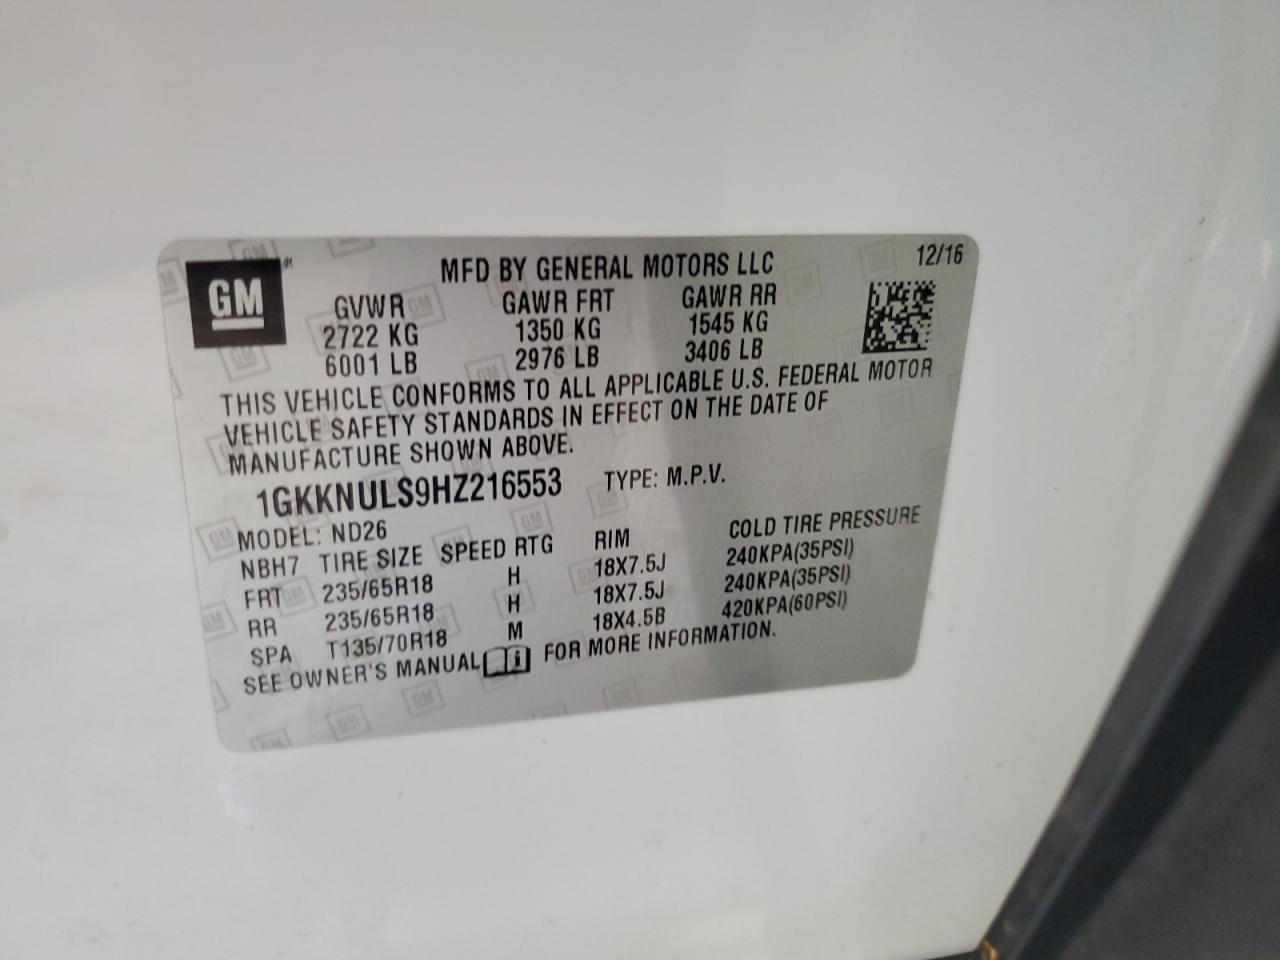 GM
MFD BY GENERAL MOTORS LLC 12/16
GVWR GAWR FRT GAWR RR
2722 KG 1350 KG 1545 KG
6001 LB 2976 LB 3406 LB
THIS VEHICLE CONFORMS TO ALL APPLICABLE U.S. FEDERAL MOTOR
VEHICLE SAFETY STANDARDS IN EFFECT ON THE DATE OF
MANUFACTURE SHOWN ABOVE.
1GKKNULS9HZ216553 TYPE: M.P.V.
MODEL: ND26
NBH7 TIRE SIZE SPEED RTG RIM COLD TIRE PRESSURE
FRT 235/65R18 H 18X7.5J 240KPA(35PSI)
RR 235/65R18 H 18X7.5J 240KPA(35PSI)
SPA T135/70R18 M 18X4.5B 420KPA(60PSI)
SEE OWNER'S MANUAL FOR MORE INFORMATION.